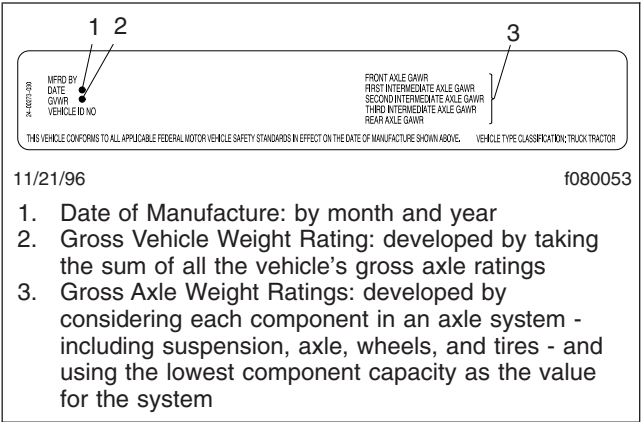 1 2
3
24-00273-030
MFRD BY
DATE
GVWR
VEHICLE ID NO
FRONT AXLE GAWR
FIRST INTERMEDIATE AXLE GAWR
SECOND INTERMEDIATE AXLE GAWR
THIRD INTERMEDIATE AXLE GAWR
REAR AXLE GAWR
THIS VEHICLE CONFORMS TO ALL APPLICABLE FEDERAL MOTOR VEHICLE SAFETY STANDARDS IN EFFECT ON THE DATE OF MANUFACTURE SHOWN ABOVE. VEHICLE TYPE CLASSIFICATION; TRUCK TRACTOR
11/21/96 f080053
1. Date of Manufacture: by month and year
2. Gross Vehicle Weight Rating: developed by taking
the sum of all the vehicle's gross axle ratings
3. Gross Axle Weight Ratings: developed by
considering each component in an axle system -
including suspension, axle, wheels, and tires - and
using the lowest component capacity as the value
for the system